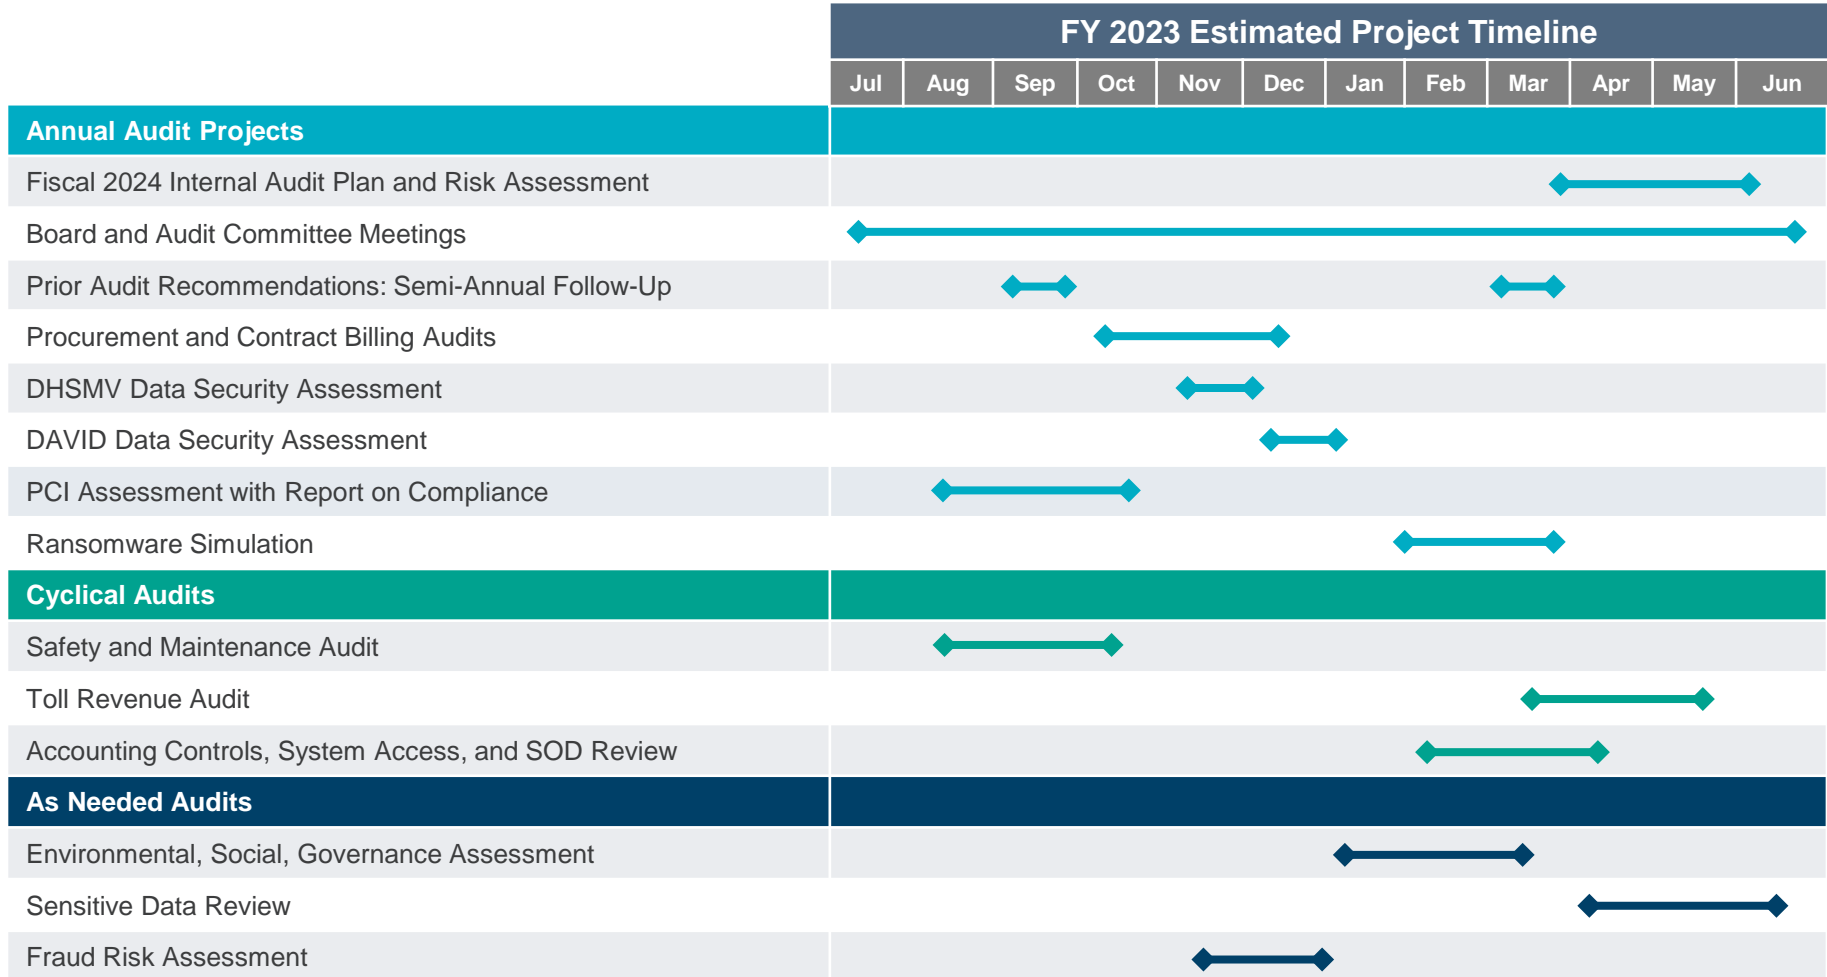 FY 2023 Estimated Project Timeline
Jul Aug Sep Oct Nov Dec Jan Feb Mar Apr May Jun
Annual Audit Projects
Fiscal 2024 Internal Audit Plan and Risk Assessment
Board and Audit Committee Meetings
Prior Audit Recommendations: Semi-Annual Follow-Up
Procurement and Contract Billing Audits
DHSMV Data Security Assessment
DAVID Data Security Assessment
PCI Assessment with Report on Compliance
Ransomware Simulation
Cyclical Audits
Safety and Maintenance Audit
Toll Revenue Audit
Accounting Controls, System Access, and SOD Review
As Needed Audits
Environmental, Social, Governance Assessment
Sensitive Data Review
Fraud Risk Assessment